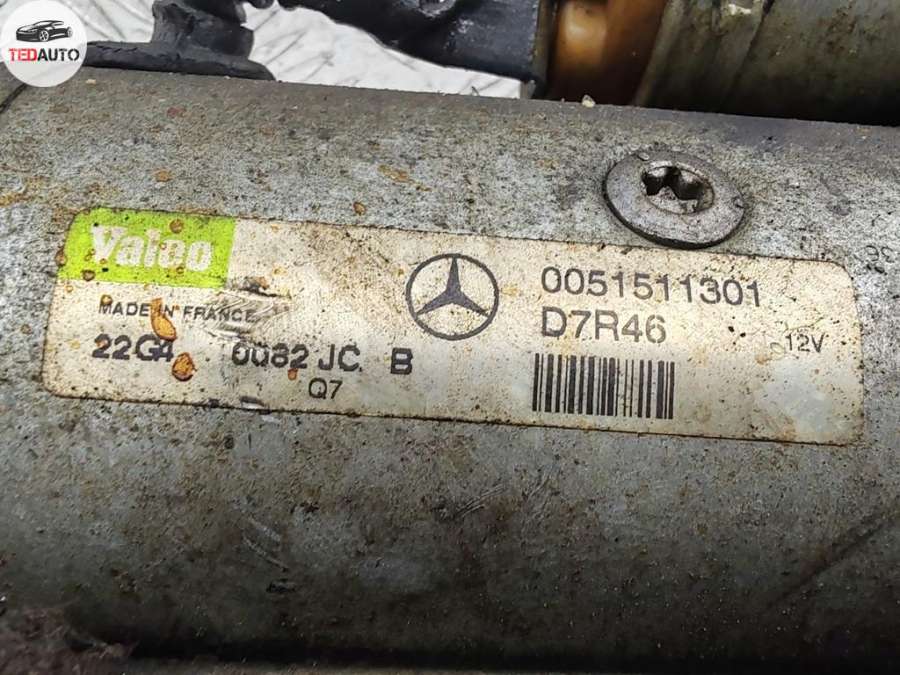 TEDAUTO
Valeo
MADE IN FRANCE
22G4 0082 JC B
Q7
0051511301
D7R46
12V